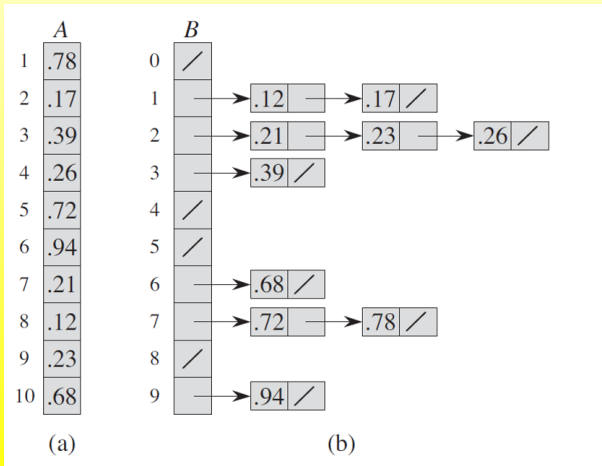 A B
1 .78 0
2 .17 1 .12 .17
3 .39 2 .21 .23 .26
4 .26 3 .39
5 .72 4
6 .94 5
7 .21 6 .68
8 .12 7 .72 .78
9 .23 8
10 .68 9 .94
(a) (b)